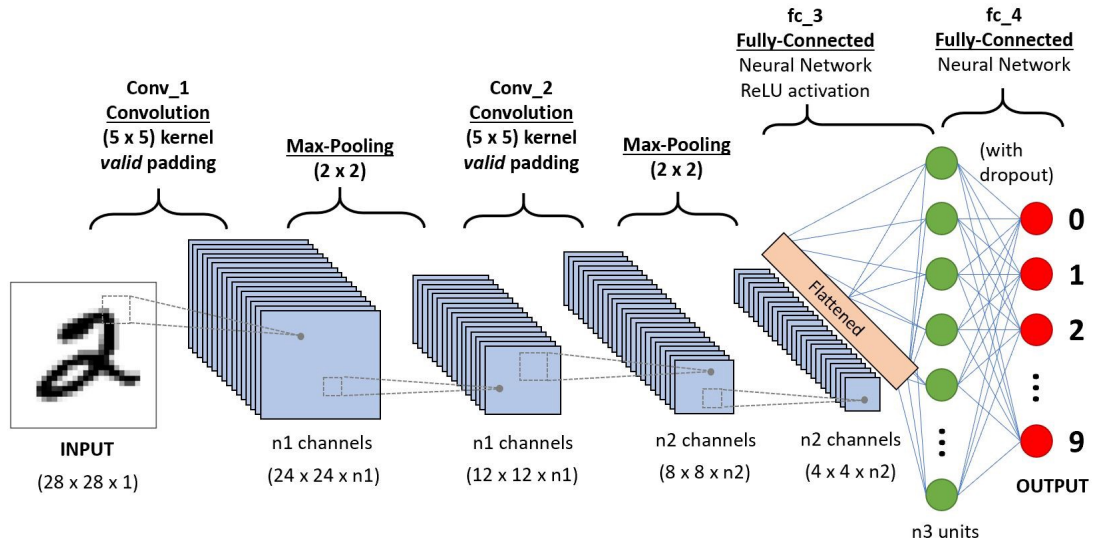 fc_3
Fully-Connected
Neural Network
ReLU activation
fc_4
Fully-Connected
Neural Network
Conv_1
Convolution
(5 x 5) kernel
valid padding
Max-Pooling
(2 x 2)
Conv_2
Convolution
(5 x 5) kernel
valid padding
Max-Pooling
(2 x 2)
(with
dropout)
Flattened
0
1
2
9
INPUT
(28 x 28 x 1)
n1 channels
(24 x 24 x n1)
n1 channels
(12 x 12 x n1)
n2 channels
(8 x 8 x n2)
n2 channels
(4 x 4 x n2)
OUTPUT
n3 units